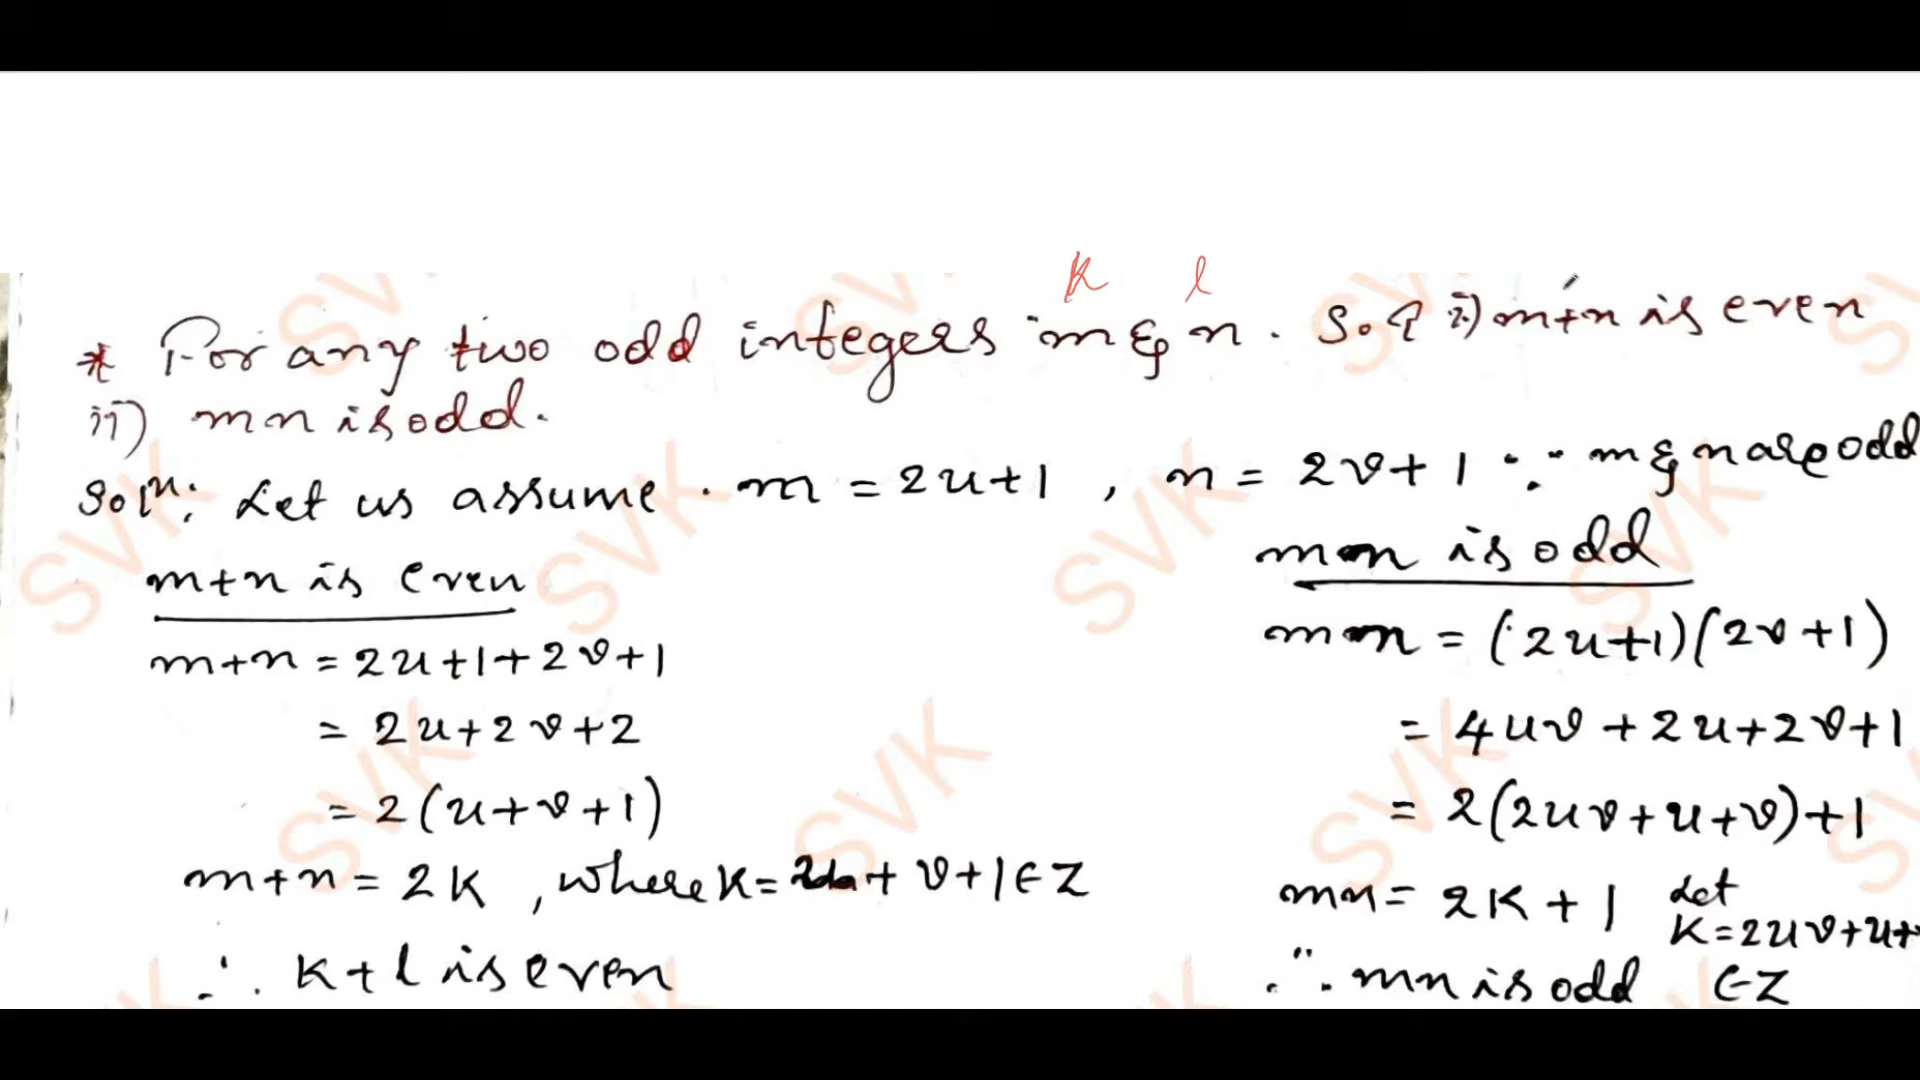 k l
* For any two odd integers m & n. S.T i) m+n is even
ii) mn is odd.
Solⁿ: Let us assume . m = 2u+1 , n = 2v+1 ∵ m & n are odd
m+n is even
m+n = 2u+1+2v+1
= 2u+2v+2
= 2(u+v+1)
m+n = 2K , where K = u+v+1 ∈ Z
∴ K+l is even
mn is odd
mn = (2u+1)(2v+1)
= 4uv+2u+2v+1
= 2(2uv+u+v)+1
mn = 2K+1 Let
K=2uv+u+
∴ mn is odd ∈ Z
SVK